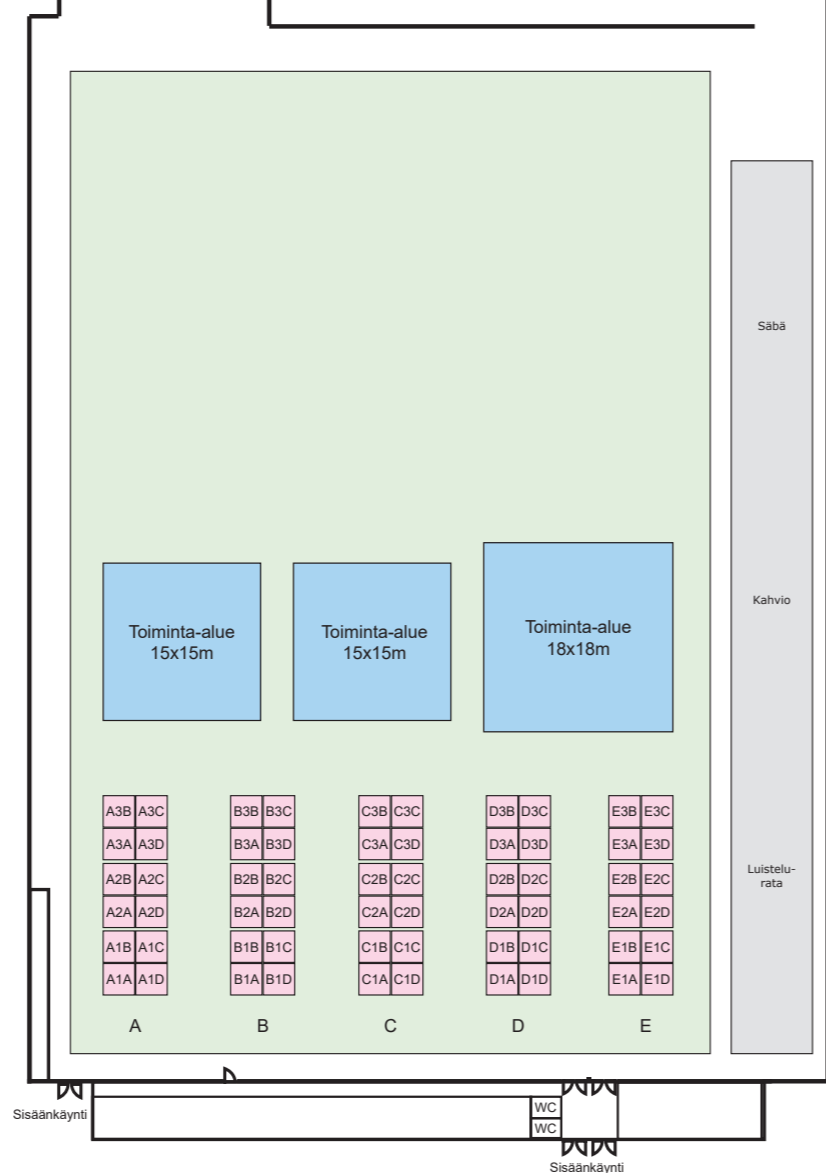 Säbä
Kahvio
Toiminta-alue
15x15m
Toiminta-alue
15x15m
Toiminta-alue
18x18m
A3B A3C B3B B3C C3B C3C D3B D3C E3B E3C
A3A A3D B3A B3D C3A C3D D3A D3D E3A E3D
A2B A2C B2B B2C C2B C2C D2B D2C E2B E2C
Luistelu-
rata
A2A A2D B2A B2D C2A C2D D2A D2D E2A E2D
A1B A1C B1B B1C C1B C1C D1B D1C E1B E1C
A1A A1D B1A B1D C1A C1D D1A D1D E1A E1D
A B C D E
Sisäänkäynti
WC
WC
Sisäänkäynti